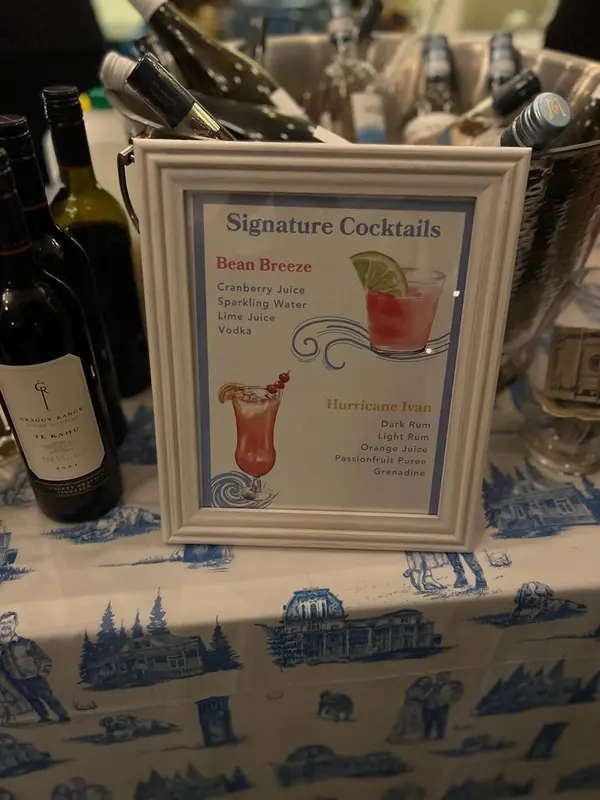 Signature Cocktails
Bean Breeze
Cranberry Juice
Sparkling Water
Lime Juice
Vodka
Hurricane Ivan
Dark Rum
Light Rum
Orange Juice
Passionfruit Puree
Grenadine
CR
CRAGGY RANGE
TE KAHU